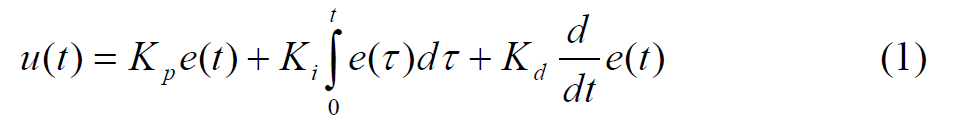 u(t) = K_p e(t) + K_i ∫_0^t e(τ)dτ + K_d d/dt e(t) (1)